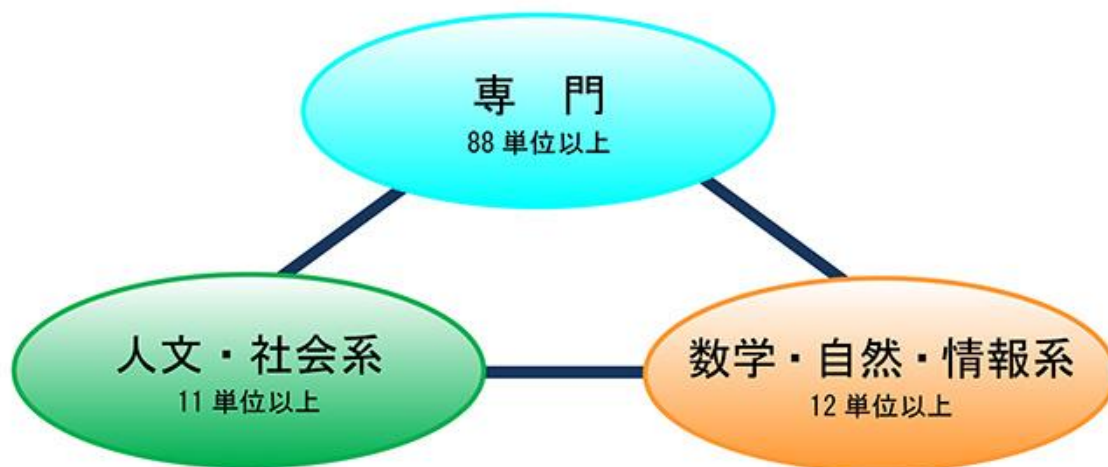 専　門
88 単位以上
人文・社会系
11 単位以上
数学・自然・情報系
12 単位以上